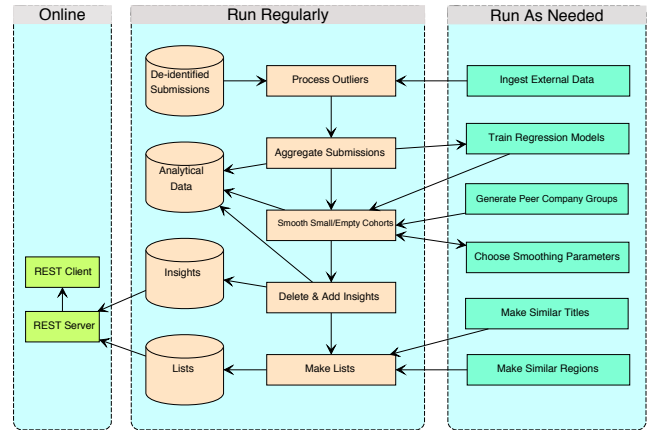 Online
Run Regularly
Run As Needed
De-identified
Submissions
Process Outliers
Ingest External Data
Aggregate Submissions
Train Regression Models
Analytical
Data
Smooth Small/Empty Cohorts
Generate Peer Company Groups
Choose Smoothing Parameters
REST Client
Insights
Delete & Add Insights
REST Server
Make Similar Titles
Lists
Make Lists
Make Similar Regions